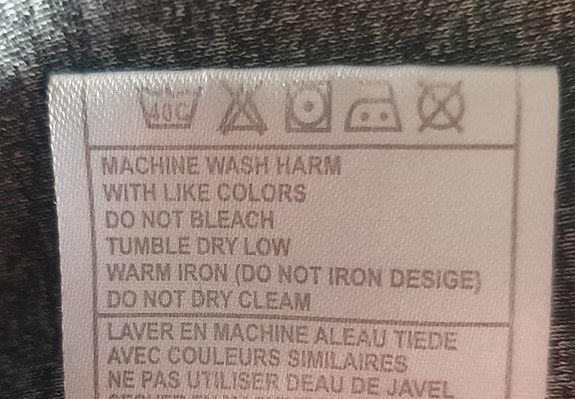 40C
MACHINE WASH HARM
WITH LIKE COLORS
DO NOT BLEACH
TUMBLE DRY LOW
WARM IRON (DO NOT IRON DESIGE)
DO NOT DRY CLEAM
LAVER EN MACHINE ALEAU TIEDE
AVEC COULEURS SIMILAIRES
NE PAS UTILISER DEAU DE JAVEL